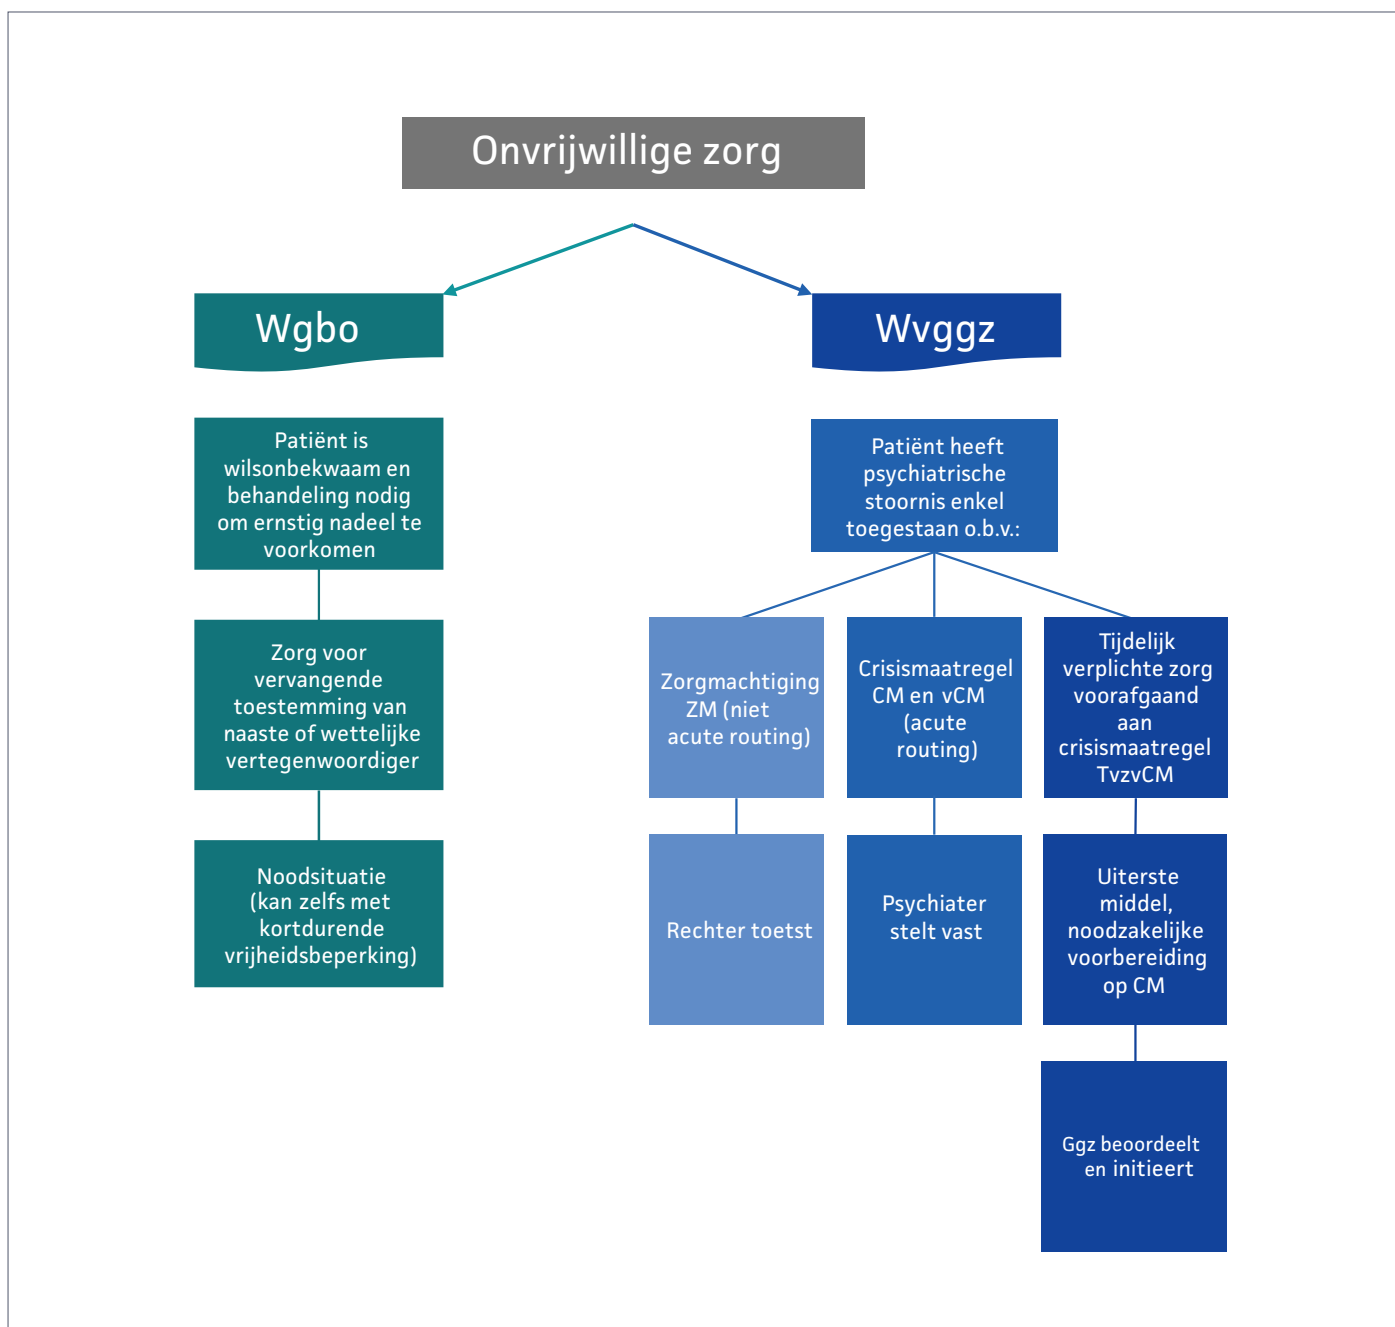 Onvrijwillige zorg
Wgbo
Patiënt is
wilsonbekwaam en
behandeling nodig
om ernstig nadeel te
voorkomen
Zorg voor
vervangende
toestemming van
naaste of wettelijke
vertegenwoordiger
Noodsituatie
(kan zelfs met
kortdurende
vrijheidsbeperking)
Wvggz
Patiënt heeft
psychiatrische
stoornis enkel
toegestaan o.b.v.:
Zorgmachtiging
ZM (niet
acute routing)
Rechter toetst
Crisismaatregel
CM en vCM
(acute
routing)
Psychiater
stelt vast
Tijdelijk
verplichte zorg
voorafgaand
aan
crisismaatregel
TvzvCM
Uiterste
middel,
noodzakelijke
voorbereiding
op CM
Ggz beoordeelt
en initieert